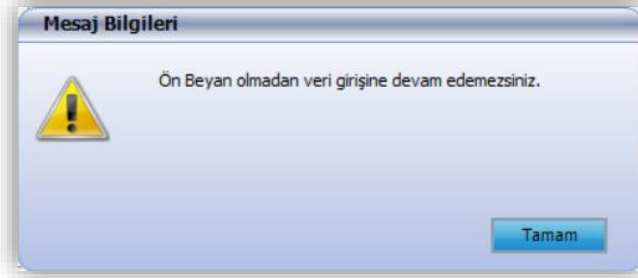 Mesaj Bilgileri
Ön Beyan olmadan veri girişine devam edemezsiniz.
Tamam